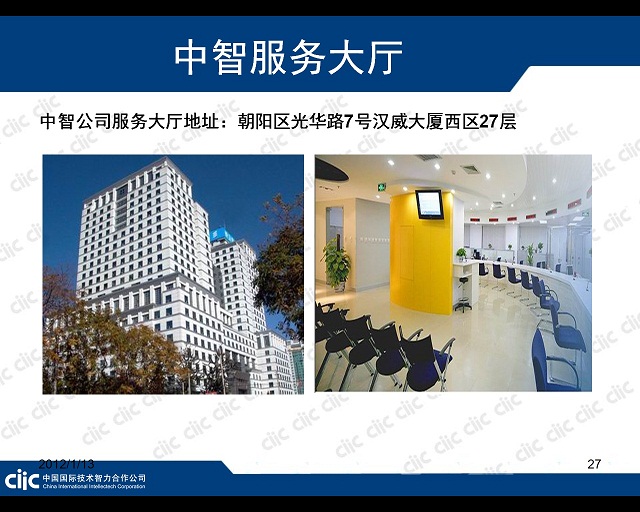 中智服务大厅
中智公司服务大厅地址：朝阳区光华路7号汉威大厦西区27层
2012/1/13
27
ciic 中国国际技术智力合作公司
China International Intellectech Corporation